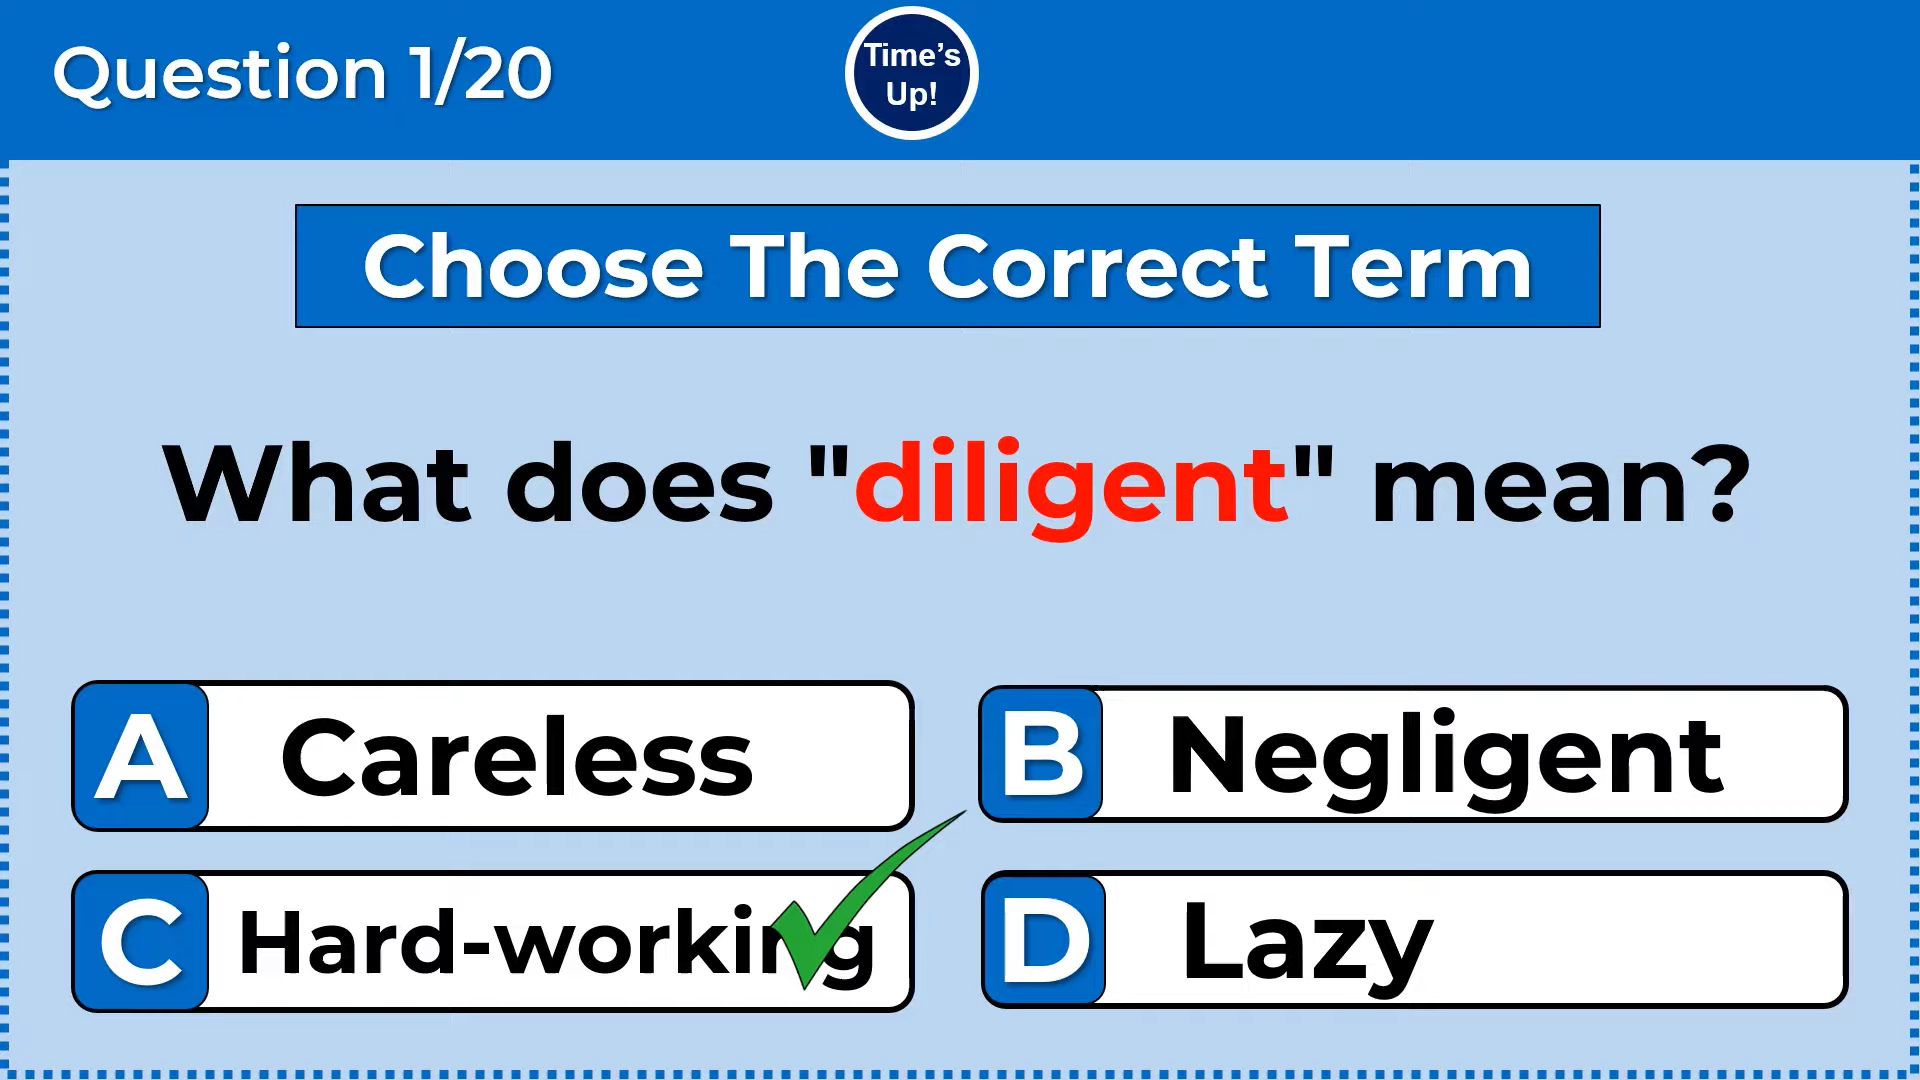 Question 1/20
Time's
Up!
Choose The Correct Term
What does "diligent" mean?
A Careless
B Negligent
C Hard-working
D Lazy